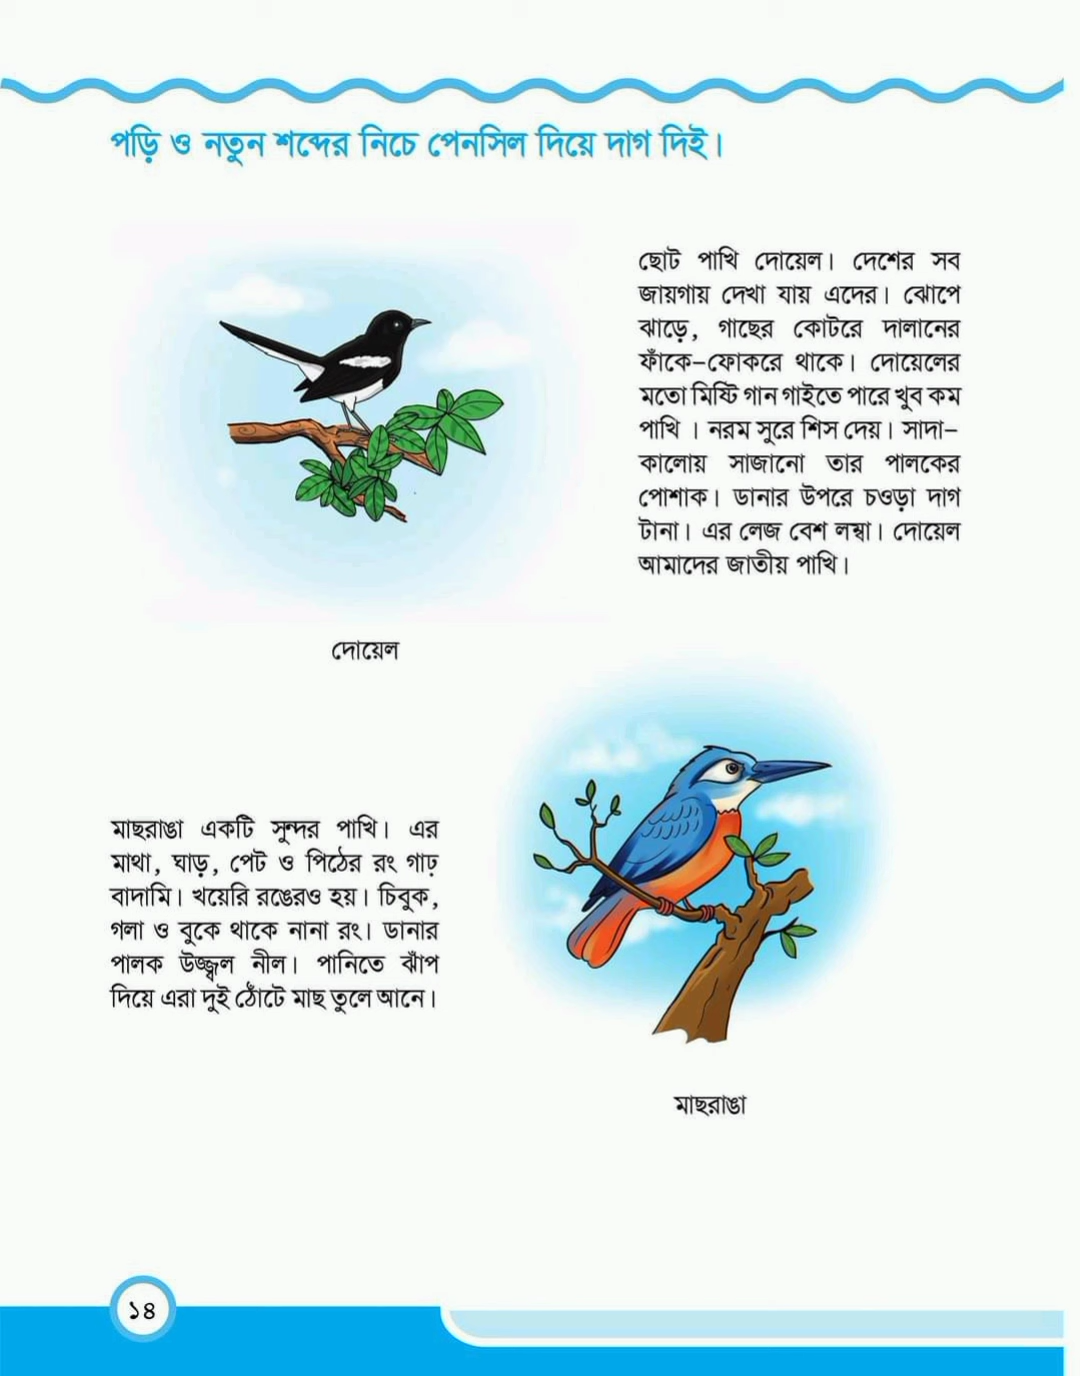 পড়ি ও নতুন শব্দের নিচে পেনসিল দিয়ে দাগ দিই।
ছোট পাখি দোয়েল। দেশের সব
জায়গায় দেখা যায় এদের। ঝোপে
ঝাড়ে, গাছের কোটরে দালানের
ফাঁকে-ফোকরে থাকে। দোয়েলের
মতো মিষ্টি গান গাইতে পারে খুব কম
পাখি । নরম সুরে শিস দেয়। সাদা-
কালোয় সাজানো তার পালকের
পোশাক। ডানার উপরে চওড়া দাগ
টানা। এর লেজ বেশ লম্বা। দোয়েল
আমাদের জাতীয় পাখি।
দোয়েল
মাছরাঙা একটি সুন্দর পাখি। এর
মাথা, ঘাড়, পেট ও পিঠের রং গাঢ়
বাদামি। খয়েরি রঙেরও হয়। চিবুক,
গলা ও বুকে থাকে নানা রং। ডানার
পালক উজ্জ্বল নীল। পানিতে ঝাঁপ
দিয়ে এরা দুই ঠোঁটে মাছ তুলে আনে।
মাছরাঙা
১৪